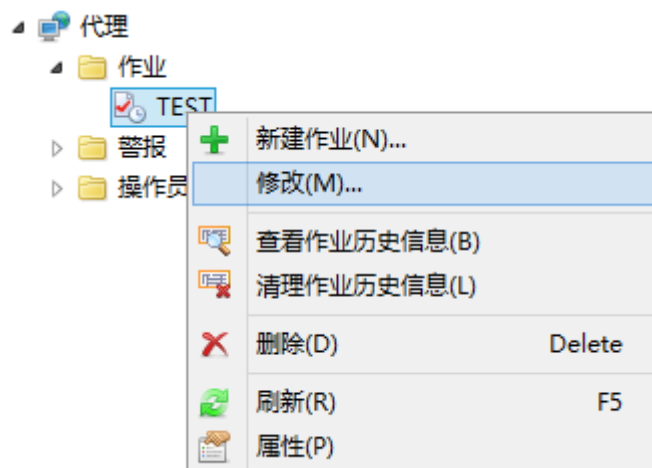 代理
作业
TEST
警报
操作员
新建作业(N)...
修改(M)...
查看作业历史信息(B)
清理作业历史信息(L)
删除(D) Delete
刷新(R) F5
属性(P)